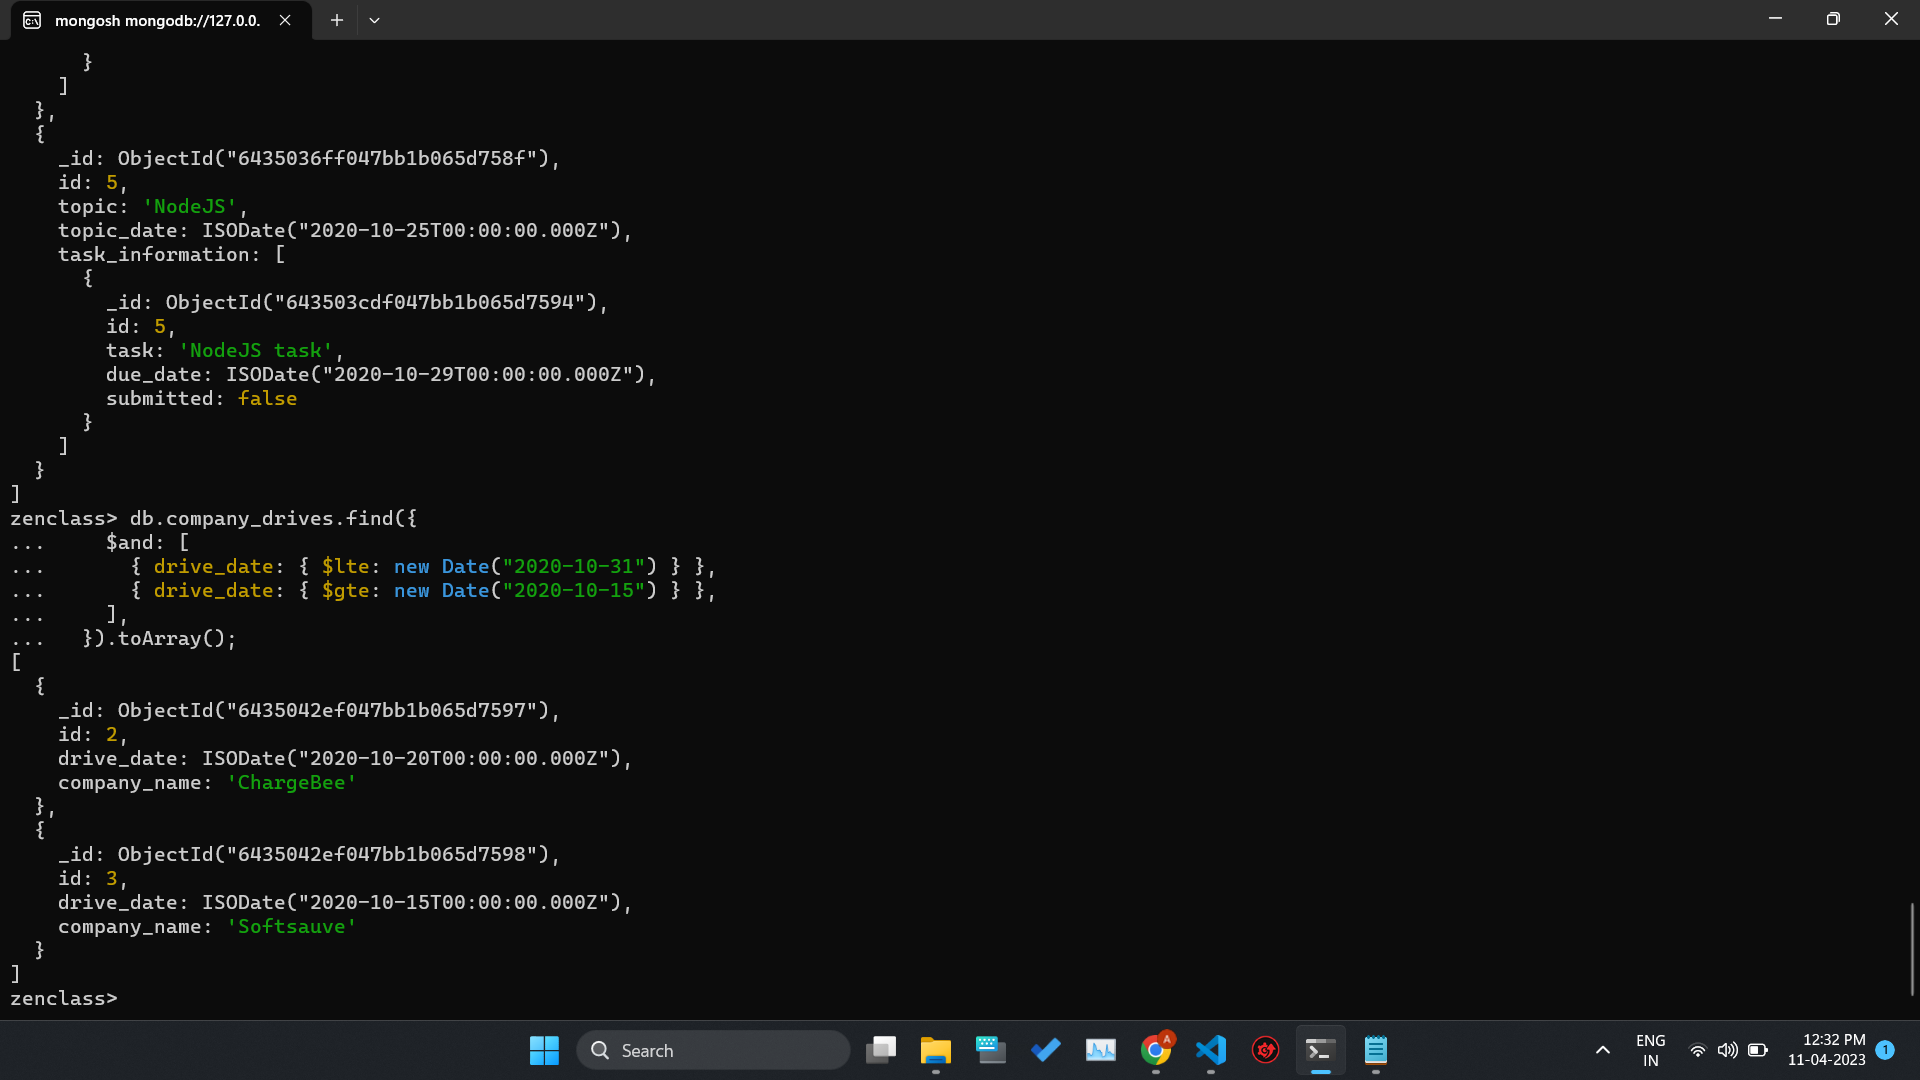 mongosh mongodb://127.0.0.
      }
    ]
  },
  {
    _id: ObjectId("6435036ff047bb1b065d758f"),
    id: 5,
    topic: 'NodeJS',
    topic_date: ISODate("2020-10-25T00:00:00.000Z"),
    task_information: [
      {
        _id: ObjectId("643503cdf047bb1b065d7594"),
        id: 5,
        task: 'NodeJS task',
        due_date: ISODate("2020-10-29T00:00:00.000Z"),
        submitted: false
      }
    ]
  }
]
zenclass> db.company_drives.find({
...     $and: [
...       { drive_date: { $lte: new Date("2020-10-31") } },
...       { drive_date: { $gte: new Date("2020-10-15") } },
...     ],
...   }).toArray();
[
  {
    _id: ObjectId("6435042ef047bb1b065d7597"),
    id: 2,
    drive_date: ISODate("2020-10-20T00:00:00.000Z"),
    company_name: 'ChargeBee'
  },
  {
    _id: ObjectId("6435042ef047bb1b065d7598"),
    id: 3,
    drive_date: ISODate("2020-10-15T00:00:00.000Z"),
    company_name: 'Softsauve'
  }
]
zenclass>
Search
A
ENG
IN
12:32 PM
11-04-2023
1